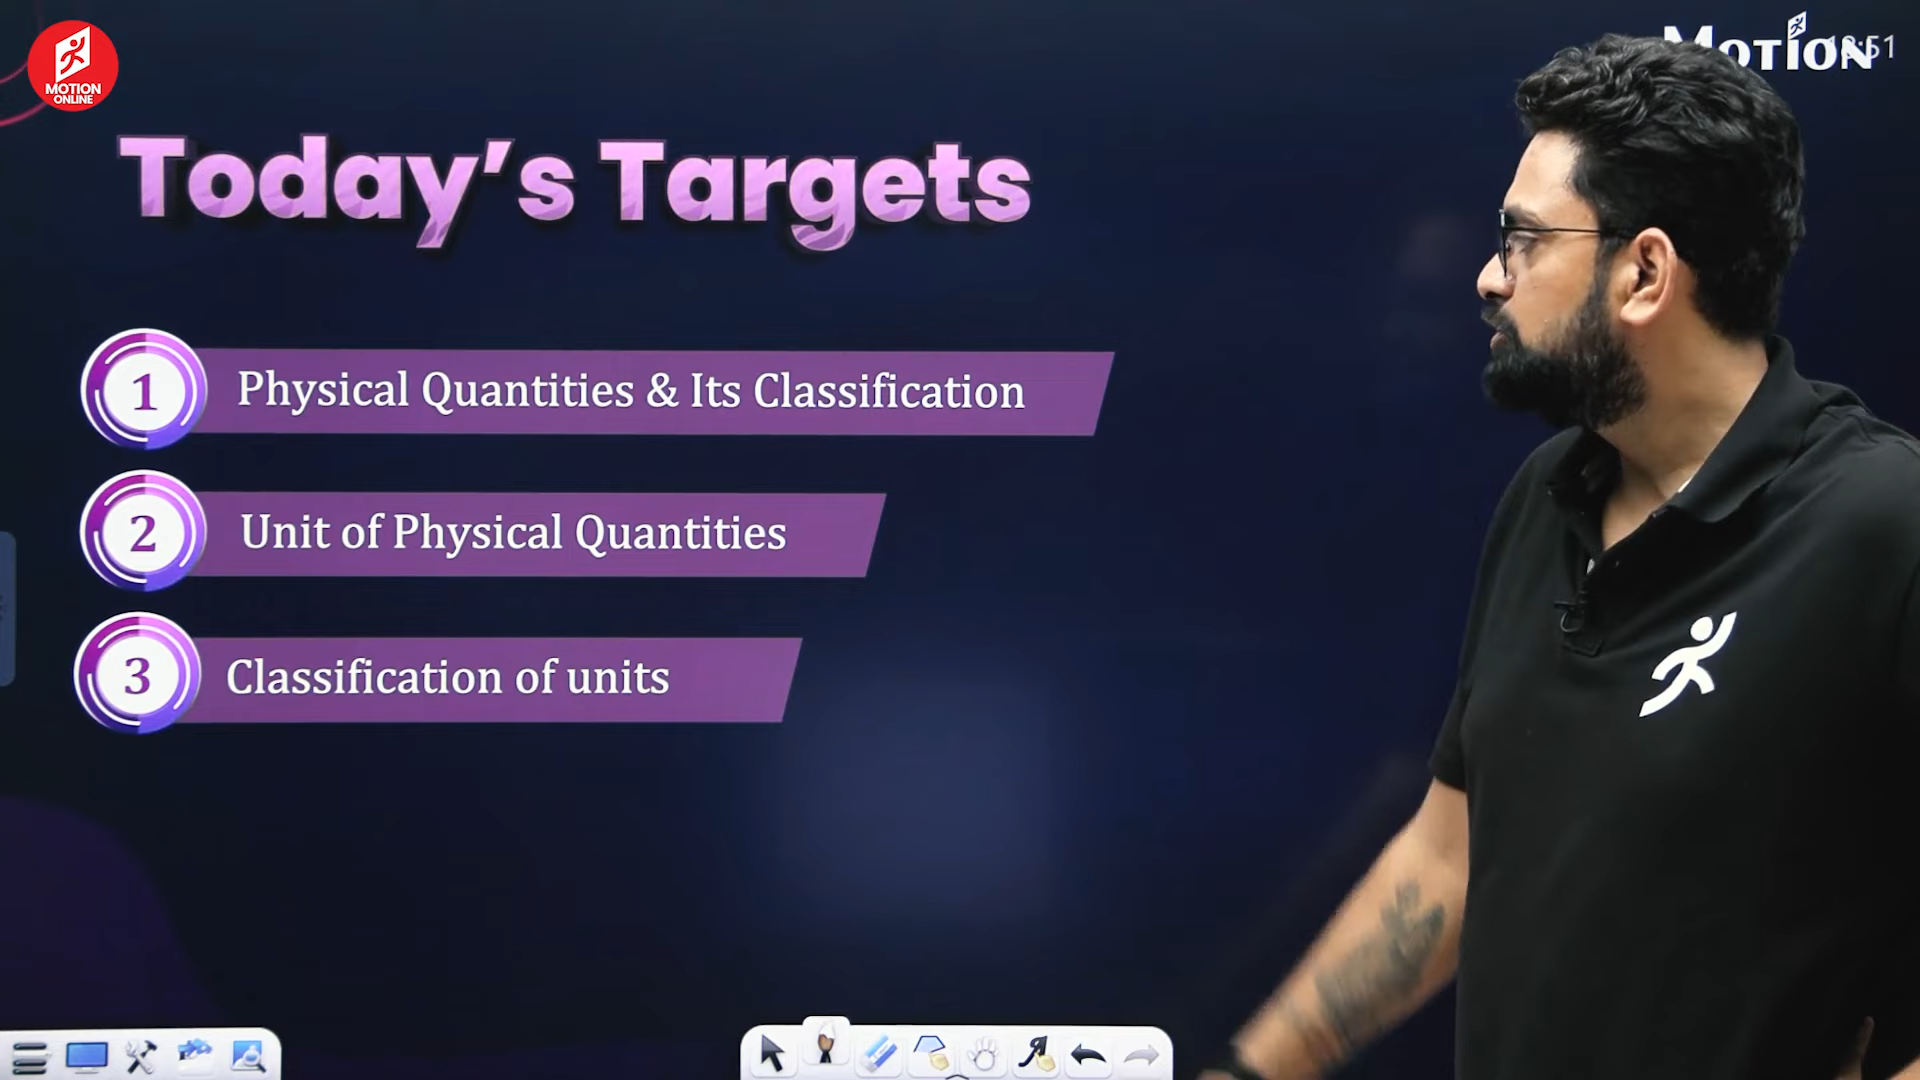 MOTION
ONLINE
MOTION
Today's Targets
1 Physical Quantities & Its Classification
2 Unit of Physical Quantities
3 Classification of units